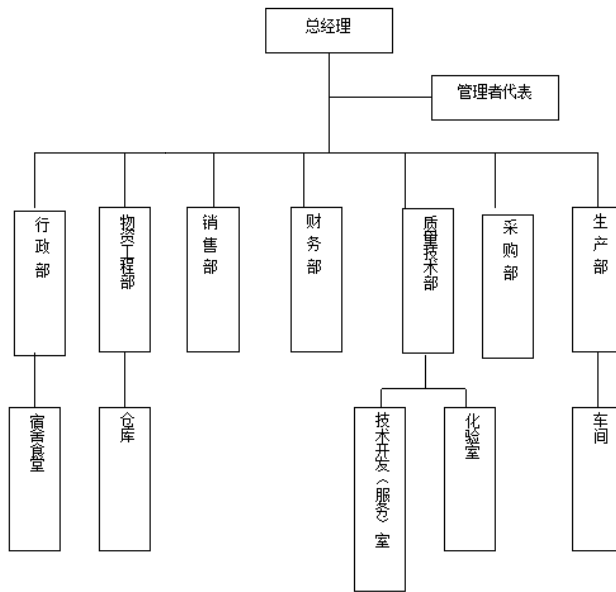 总经理
管理者代表
行政部
物资工程部
销售部
财务部
质量技术部
采购部
生产部
宿舍食堂
仓库
技术开发（服务）室
化验室
车间